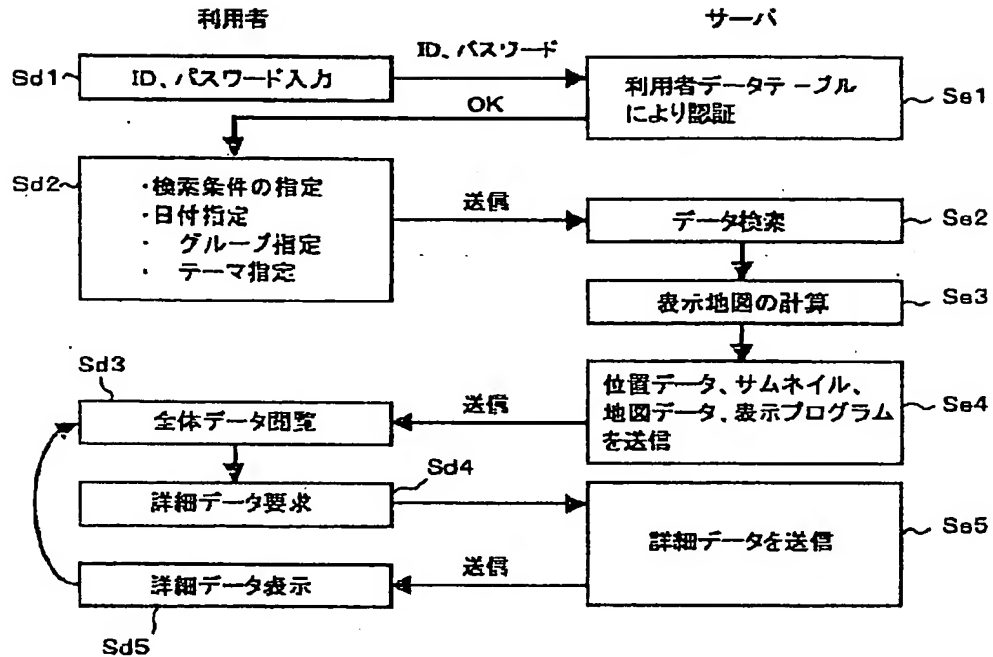 利用者
サーバ
ID、パスワード
Sd1
ID、パスワード入力
利用者データテーブル
により認証
Se1
OK
Sd2
・検索条件の指定
・日付指定
・ グループ指定
・ テーマ指定
送信
データ検索
Se2
表示地図の計算
Se3
Sd3
全体データ閲覧
送信
位置データ、サムネイル、
地図データ、表示プログラム
を送信
Se4
Sd4
詳細データ要求
詳細データを送信
Se5
送信
詳細データ表示
Sd5